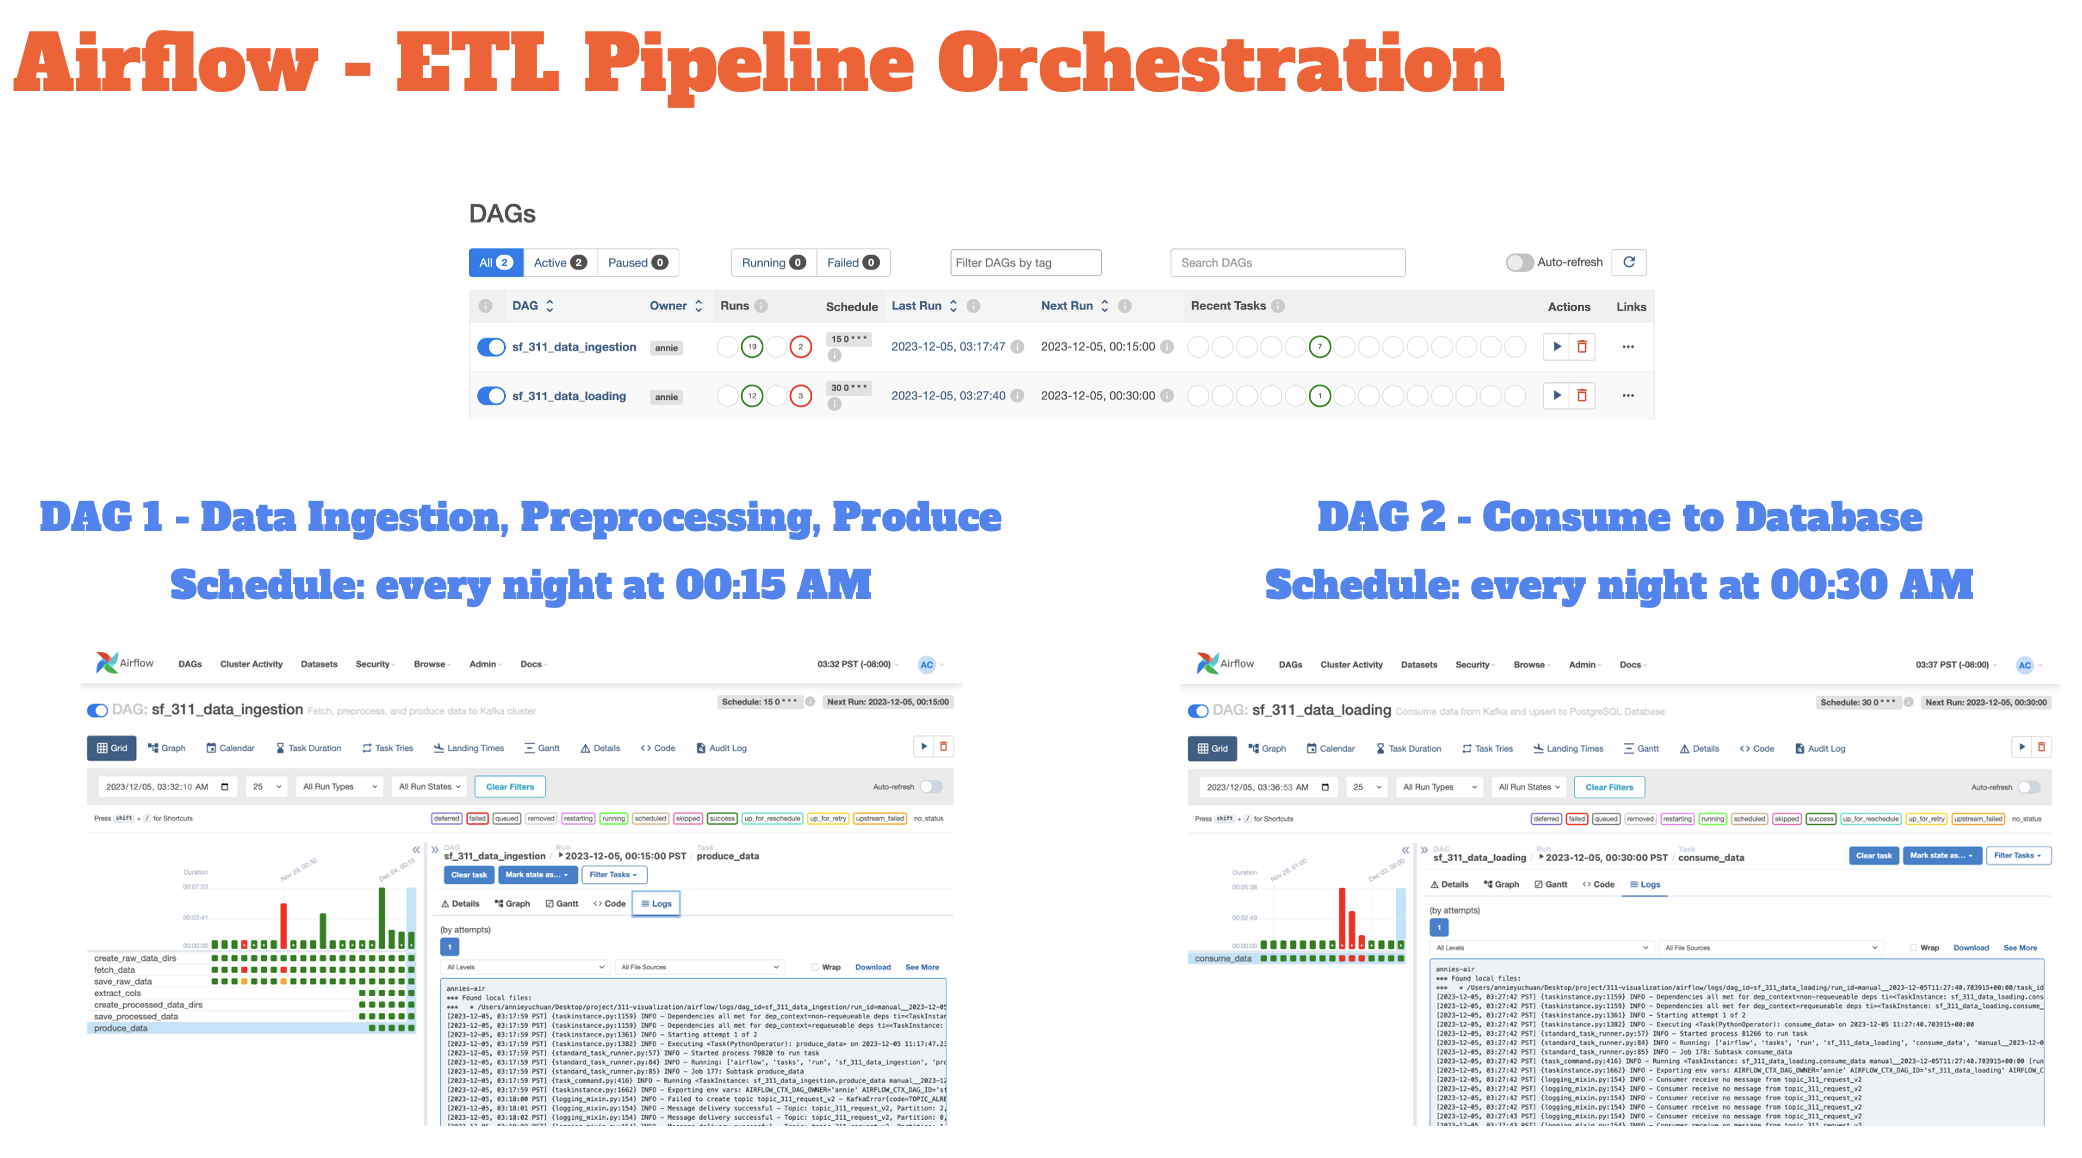 Airflow - ETL Pipeline Orchestration
DAGs
All 2 Active 2 Paused 0 Running 0 Failed 0 Filter DAGs by tag Search DAGs Auto-refresh
DAG Owner Runs Schedule Last Run Next Run Recent Tasks Actions Links
sf_311_data_ingestion annie 19 2 15 0 * * * 2023-12-05, 03:17:47 2023-12-05, 00:15:00 7
sf_311_data_loading annie 12 3 30 0 * * * 2023-12-05, 03:27:40 2023-12-05, 00:30:00 1
DAG 1 - Data Ingestion, Preprocessing, Produce
Schedule: every night at 00:15 AM
Airflow DAGs Cluster Activity Datasets Security Browse Admin Docs 03:32 PST (-08:00) AC
Schedule: 15 0 * * * Next Run: 2023-12-05, 00:15:00
DAG: sf_311_data_ingestion Fetch, preprocess, and produce data to Kafka cluster
Grid Graph Calendar Task Duration Task Tries Landing Times Gantt Details Code Audit Log
2023/12/05, 03:32:10 AM 25 All Run Types All Run States Clear Filters Auto-refresh
Press shift + / for Shortcuts deferred failed queued removed restarting running scheduled skipped success up_for_reschedule up_for_retry upstream_failed no_status
Duration Nov 29, 00:30 Dec 04, 00:15
00:07:22
00:03:41
00:00:00
create_raw_data_dirs
fetch_data
save_raw_data
extract_cols
create_processed_data_dirs
save_processed_data
produce_data
DAG Run Task
sf_311_data_ingestion / 2023-12-05, 00:15:00 PST / produce_data
Clear task Mark state as... Filter Tasks
Details Graph Gantt Code Logs
(by attempts)
1
All Levels All File Sources Wrap Download See More
annies-air
*** Found local files:
*** * /Users/annieyuchuan/Desktop/project/311-visualization/airflow/logs/dag_id=sf_311_data_ingestion/run_id=manual__2023-12-05
[2023-12-05, 03:17:59 PST] {taskinstance.py:1159} INFO - Dependencies all met for dep_context=non-requeueable deps ti=<TaskInstan
[2023-12-05, 03:17:59 PST] {taskinstance.py:1159} INFO - Dependencies all met for dep_context=requeueable deps ti=<TaskInstance:
[2023-12-05, 03:17:59 PST] {taskinstance.py:1361} INFO - Starting attempt 1 of 2
[2023-12-05, 03:17:59 PST] {taskinstance.py:1382} INFO - Executing <Task(PythonOperator): produce_data> on 2023-12-05 11:17:47.23
[2023-12-05, 03:17:59 PST] {standard_task_runner.py:57} INFO - Started process 79820 to run task
[2023-12-05, 03:17:59 PST] {standard_task_runner.py:84} INFO - Running: ['airflow', 'tasks', 'run', 'sf_311_data_ingestion', 'pro
[2023-12-05, 03:17:59 PST] {standard_task_runner.py:85} INFO - Job 177: Subtask produce_data
[2023-12-05, 03:17:59 PST] {task_command.py:416} INFO - Running <TaskInstance: sf_311_data_ingestion.produce_data manual__2023-12
[2023-12-05, 03:17:59 PST] {taskinstance.py:1662} INFO - Exporting env vars: AIRFLOW_CTX_DAG_OWNER='annie' AIRFLOW_CTX_DAG_ID='sf
[2023-12-05, 03:18:00 PST] {logging_mixin.py:154} INFO - Failed to create topic topic_311_request_v2 - KafkaError{code=TOPIC_ALRE
[2023-12-05, 03:18:01 PST] {logging_mixin.py:154} INFO - Message delivery successful - Topic: topic_311_request_v2, Partition: 2,
[2023-12-05, 03:18:02 PST] {logging_mixin.py:154} INFO - Message delivery successful - Topic: topic_311_request_v2, Partition: 0,
DAG 2 - Consume to Database
Schedule: every night at 00:30 AM
Airflow DAGs Cluster Activity Datasets Security Browse Admin Docs 03:37 PST (-08:00) AC
Schedule: 30 0 * * * Next Run: 2023-12-05, 00:30:00
DAG: sf_311_data_loading Consume data from Kafka and upsert to PostgreSQL Database
Grid Graph Calendar Task Duration Task Tries Landing Times Gantt Details Code Audit Log
2023/12/05, 03:36:53 AM 25 All Run Types All Run States Clear Filters Auto-refresh
Press shift + / for Shortcuts deferred failed queued removed restarting running scheduled skipped success up_for_reschedule up_for_retry upstream_failed no_status
Duration Nov 28, 01:00 Dec 03, 02:00
00:05:38
00:02:49
00:00:00
consume_data
DAG Run Task
sf_311_data_loading / 2023-12-05, 00:30:00 PST / consume_data
Clear task Mark state as... Filter Tasks
Details Graph Gantt Code Logs
(by attempts)
1
All Levels All File Sources Wrap Download See More
annies-air
*** Found local files:
*** * /Users/annieyuchuan/Desktop/project/311-visualization/airflow/logs/dag_id=sf_311_data_loading/run_id=manual__2023-12-05T11:27:40.703915+00:00/task_id
[2023-12-05, 03:27:42 PST] {taskinstance.py:1159} INFO - Dependencies all met for dep_context=non-requeueable deps ti=<TaskInstance: sf_311_data_loading.cons
[2023-12-05, 03:27:42 PST] {taskinstance.py:1159} INFO - Dependencies all met for dep_context=requeueable deps ti=<TaskInstance: sf_311_data_loading.consume_
[2023-12-05, 03:27:42 PST] {taskinstance.py:1361} INFO - Starting attempt 1 of 2
[2023-12-05, 03:27:42 PST] {taskinstance.py:1382} INFO - Executing <Task(PythonOperator): consume_data> on 2023-12-05 11:27:40.703915+00:00
[2023-12-05, 03:27:42 PST] {standard_task_runner.py:57} INFO - Started process 81266 to run task
[2023-12-05, 03:27:42 PST] {standard_task_runner.py:84} INFO - Running: ['airflow', 'tasks', 'run', 'sf_311_data_loading', 'consume_data', 'manual__2023-12-0
[2023-12-05, 03:27:42 PST] {standard_task_runner.py:85} INFO - Job 178: Subtask consume_data
[2023-12-05, 03:27:42 PST] {task_command.py:416} INFO - Running <TaskInstance: sf_311_data_loading.consume_data manual__2023-12-05T11:27:40.703915+00:00 [run
[2023-12-05, 03:27:42 PST] {taskinstance.py:1662} INFO - Exporting env vars: AIRFLOW_CTX_DAG_OWNER='annie' AIRFLOW_CTX_DAG_ID='sf_311_data_loading' AIRFLOW_C
[2023-12-05, 03:27:42 PST] {logging_mixin.py:154} INFO - Consumer receive no message from topic_311_request_v2
[2023-12-05, 03:27:42 PST] {logging_mixin.py:154} INFO - Consumer receive no message from topic_311_request_v2
[2023-12-05, 03:27:42 PST] {logging_mixin.py:154} INFO - Consumer receive no message from topic_311_request_v2
[2023-12-05, 03:27:42 PST] {logging_mixin.py:154} INFO - Consumer receive no message from topic_311_request_v2
[2023-12-05, 03:27:43 PST] {logging_mixin.py:154} INFO - Consumer receive no message from topic_311_request_v2